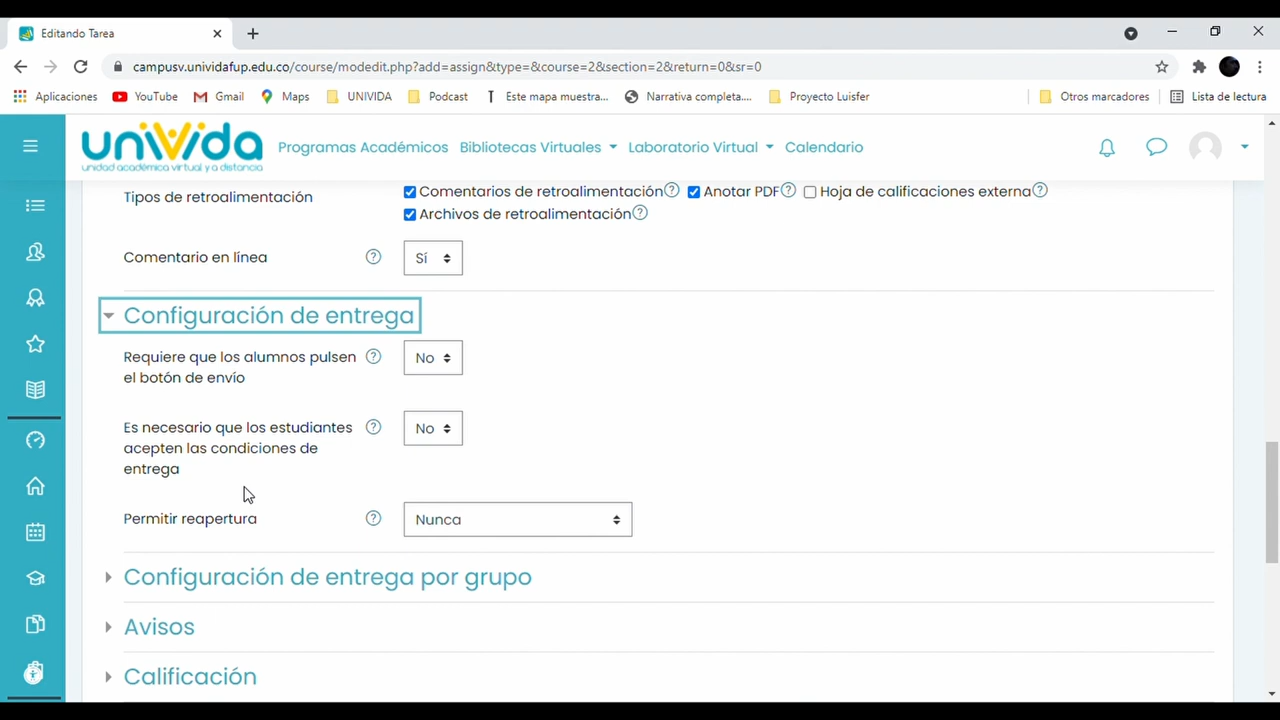 Editando Tarea
campusv.unividafup.edu.co/course/modedit.php?add=assign&type=&course=2&section=2&return=0&sr=0
Aplicaciones YouTube Gmail Maps UNIVIDA Podcast Este mapa muestra... Narrativa completa.... Proyecto Luisfer Otros marcadores Lista de lectura
uniVida
unidad académica virtual y a distancia
Programas Académicos Bibliotecas Virtuales Laboratorio Virtual Calendario
Tipos de retroalimentación Comentarios de retroalimentación Anotar PDF Hoja de calificaciones externa
Archivos de retroalimentación
Comentario en línea Sí
Configuración de entrega
Requiere que los alumnos pulsen No
el botón de envío
Es necesario que los estudiantes No
acepten las condiciones de
entrega
Permitir reapertura Nunca
Configuración de entrega por grupo
Avisos
Calificación